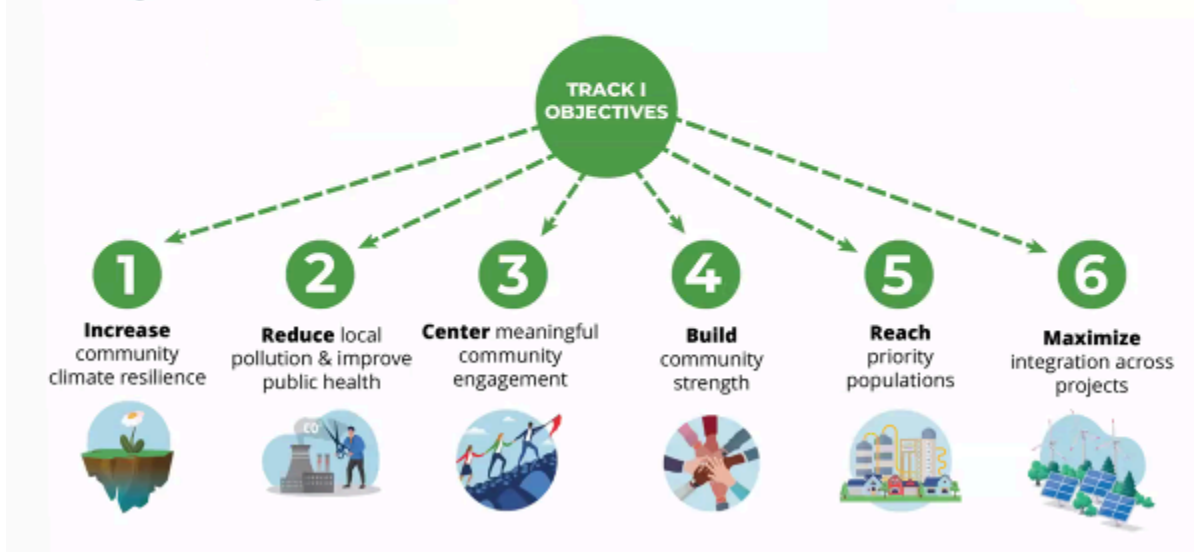 TRACK I
OBJECTIVES
1
Increase
community
climate resilience
2
Reduce local
pollution & improve
public health
CO
3
Center meaningful
community
engagement
4
Build
community
strength
5
Reach
priority
populations
6
Maximize
integration across
projects